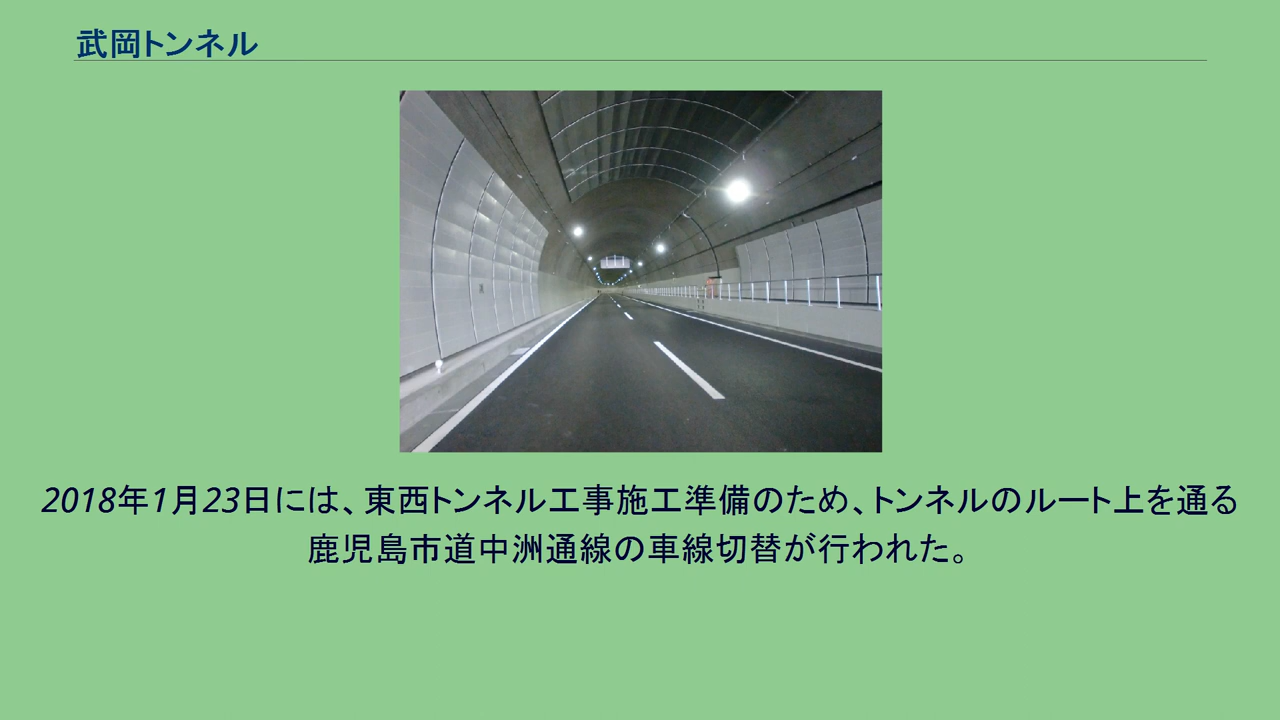 武岡トンネル
2018年1月23日には、東西トンネル工事施工準備のため、トンネルのルート上を通る
鹿児島市道中洲通線の車線切替が行われた。